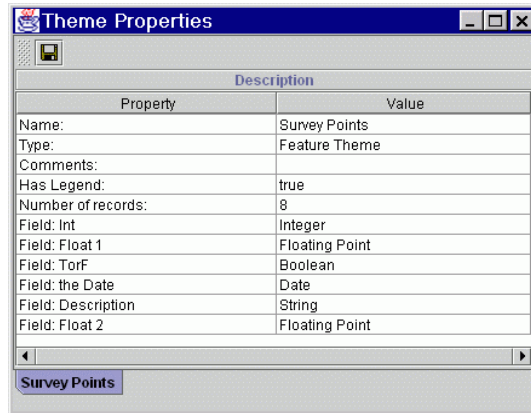 Theme Properties
Description
Property Value
Name: Survey Points
Type: Feature Theme
Comments:
Has Legend: true
Number of records: 8
Field: Int Integer
Field: Float 1 Floating Point
Field: TorF Boolean
Field: the Date Date
Field: Description String
Field: Float 2 Floating Point
Survey Points